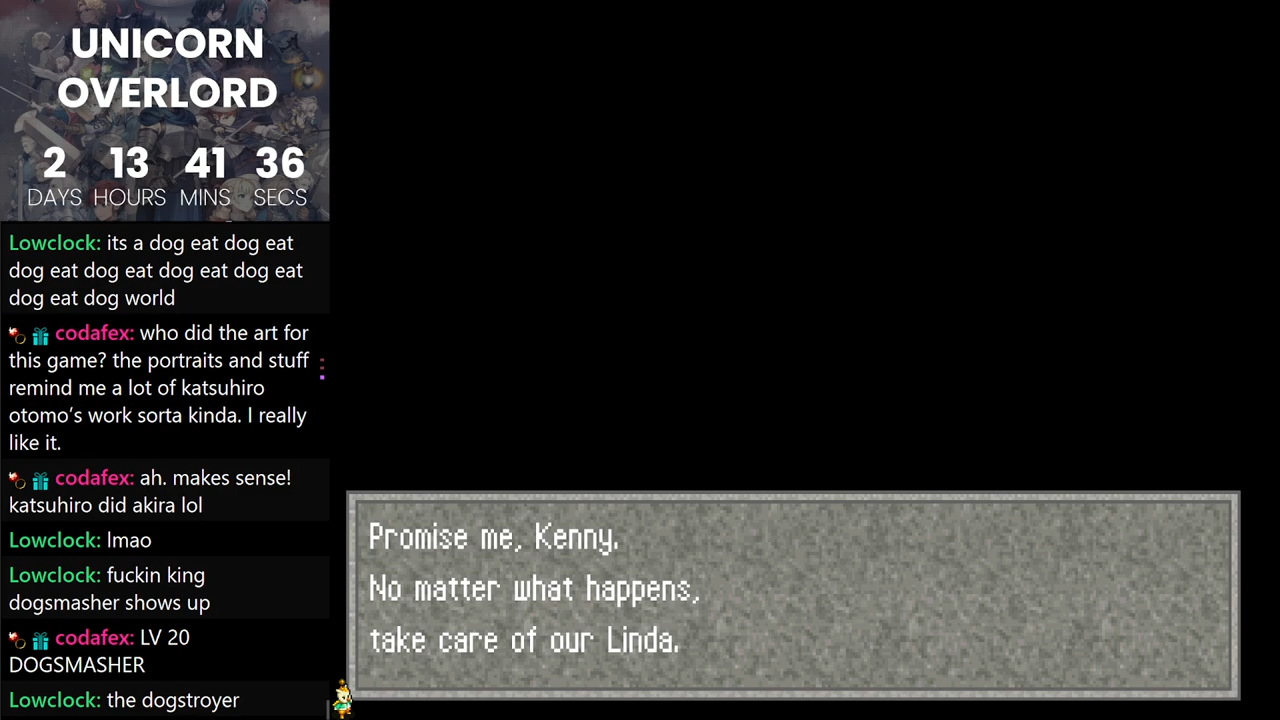 UNICORN
OVERLORD
2 13 41 36
DAYS HOURS MINS SECS
Lowclock: its a dog eat dog eat
dog eat dog eat dog eat dog eat
dog eat dog world
codafex: who did the art for
this game? the portraits and stuff
remind me a lot of katsuhiro
otomo’s work sorta kinda. I really
like it.
codafex: ah. makes sense!
katsuhiro did akira lol
Lowclock: lmao
Lowclock: fuckin king
dogsmasher shows up
codafex: LV 20
DOGSMASHER
Lowclock: the dogstroyer
Promise me, Kenny.
No matter what happens,
take care of our Linda.